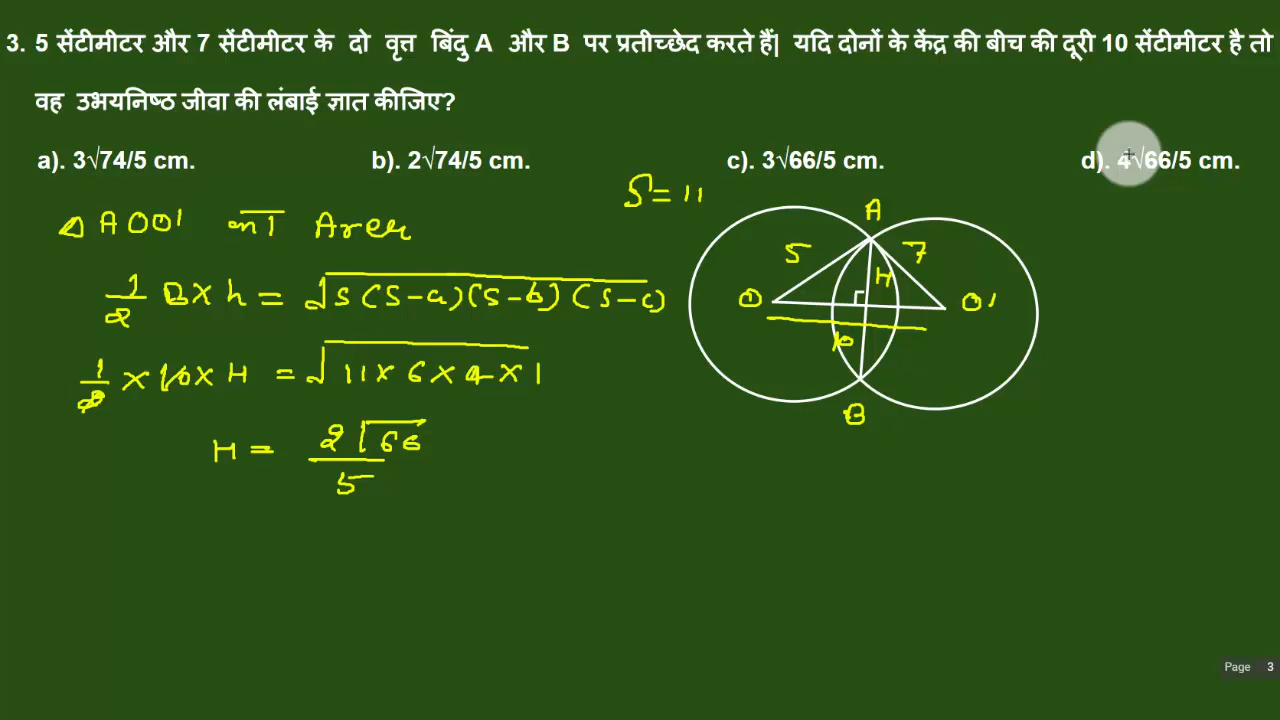 3. 5 सेंटीमीटर और 7 सेंटीमीटर के दो वृत्त बिंदु A और B पर प्रतीच्छेद करते हैं| यदि दोनों के केंद्र की बीच की दूरी 10 सेंटीमीटर है तो
वह उभयनिष्ठ जीवा की लंबाई ज्ञात कीजिए?
a). 3√74/5 cm. b). 2√74/5 cm. c). 3√66/5 cm. d). 4√66/5 cm.
S = 11
△ AOO' का Area
1/2 B × h = √S(S-a)(S-b)(S-c)
1/2 × 10 × H = √11 × 6 × 4 × 1
H = 2√66/5
A
5 7
H
O O'
10
B
Page 3